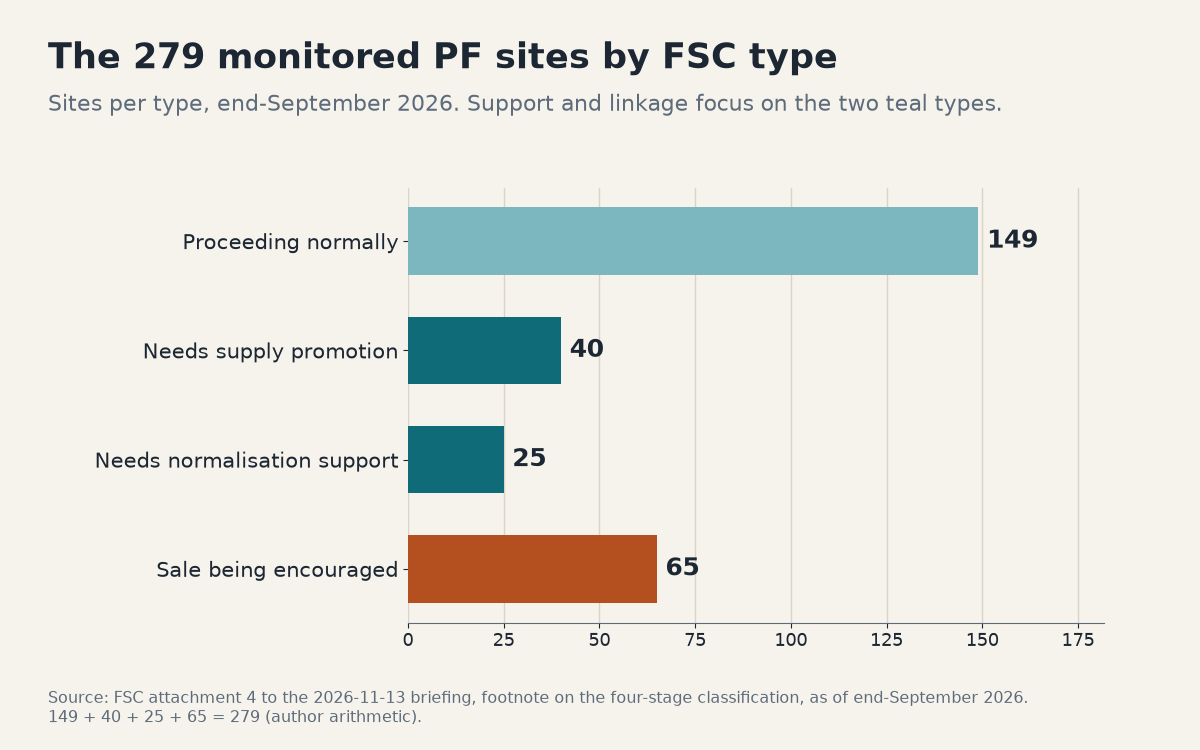 The 279 monitored PF sites by FSC type
Sites per type, end-September 2026. Support and linkage focus on the two teal types.
Proceeding normally
149
Needs supply promotion
40
Needs normalisation support
25
Sale being encouraged
65
0 25 50 75 100 125 150 175
Source: FSC attachment 4 to the 2026-11-13 briefing, footnote on the four-stage classification, as of end-September 2026.
149 + 40 + 25 + 65 = 279 (author arithmetic).